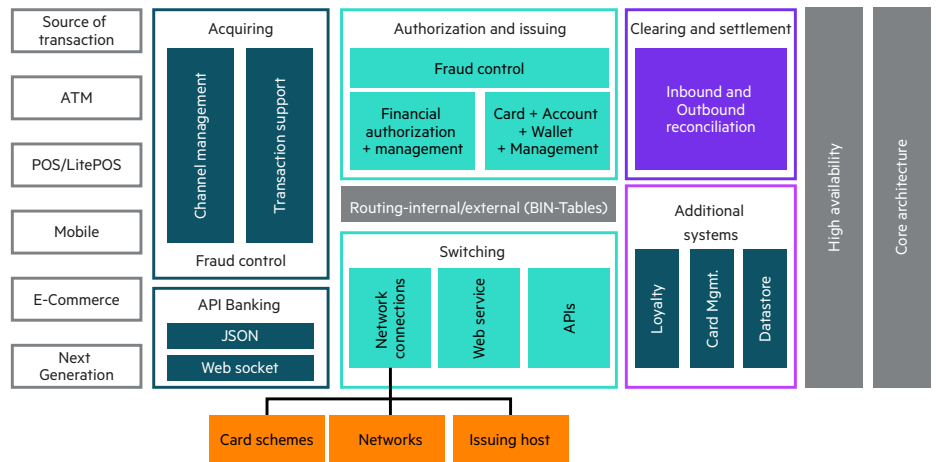 Source of
transaction
ATM
POS/LitePOS
Mobile
E-Commerce
Next
Generation
Acquiring
Channel management
Transaction support
Fraud control
API Banking
JSON
Web socket
Authorization and issuing
Fraud control
Financial
authorization
+ management
Card + Account
+ Wallet
+ Management
Routing-internal/external (BIN-Tables)
Switching
Network
connections
Web service
APIs
Card schemes
Networks
Issuing host
Clearing and settlement
Inbound and
Outbound
reconciliation
Additional
systems
Loyalty
Card Mgmt.
Datastore
High availability
Core architecture